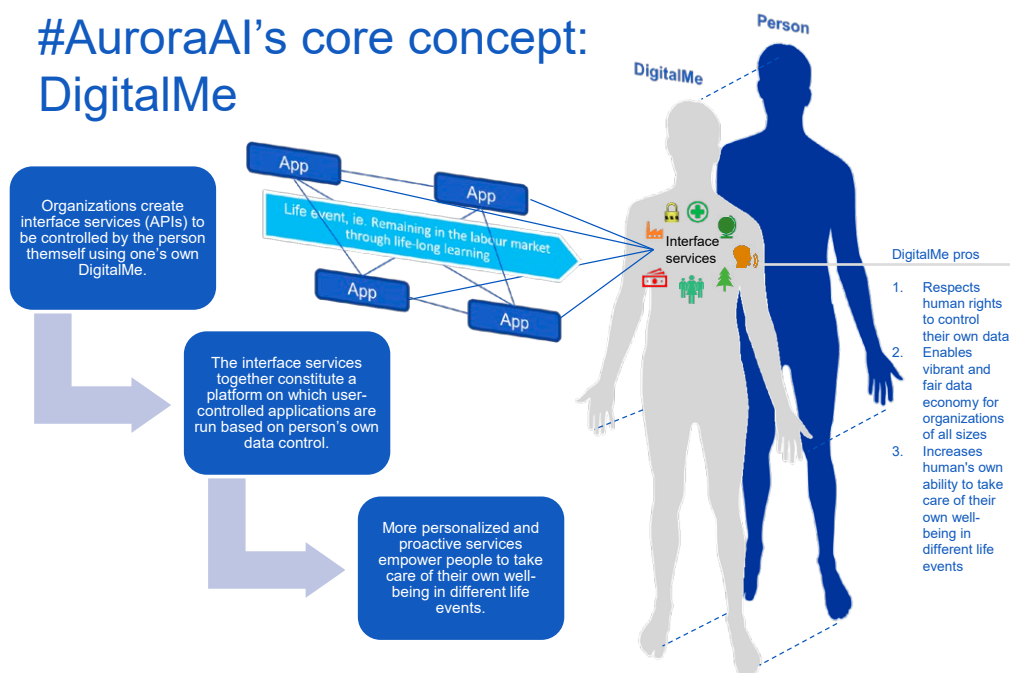 #AuroraAI’s core concept:
DigitalMe
Person
DigitalMe
App
App
Life event, ie. Remaining in the labour market
through life-long learning
App
App
Interface
services
Organizations create
interface services (APIs) to
be controlled by the person
themself using one’s own
DigitalMe.
The interface services
together constitute a
platform on which user-
controlled applications are
run based on person’s own
data control.
More personalized and
proactive services
empower people to take
care of their own well-
being in different life
events.
DigitalMe pros
1. Respects
human rights
to control
their own data
2. Enables
vibrant and
fair data
economy for
organizations
of all sizes
3. Increases
human's own
ability to take
care of their
own well-
being in
different life
events